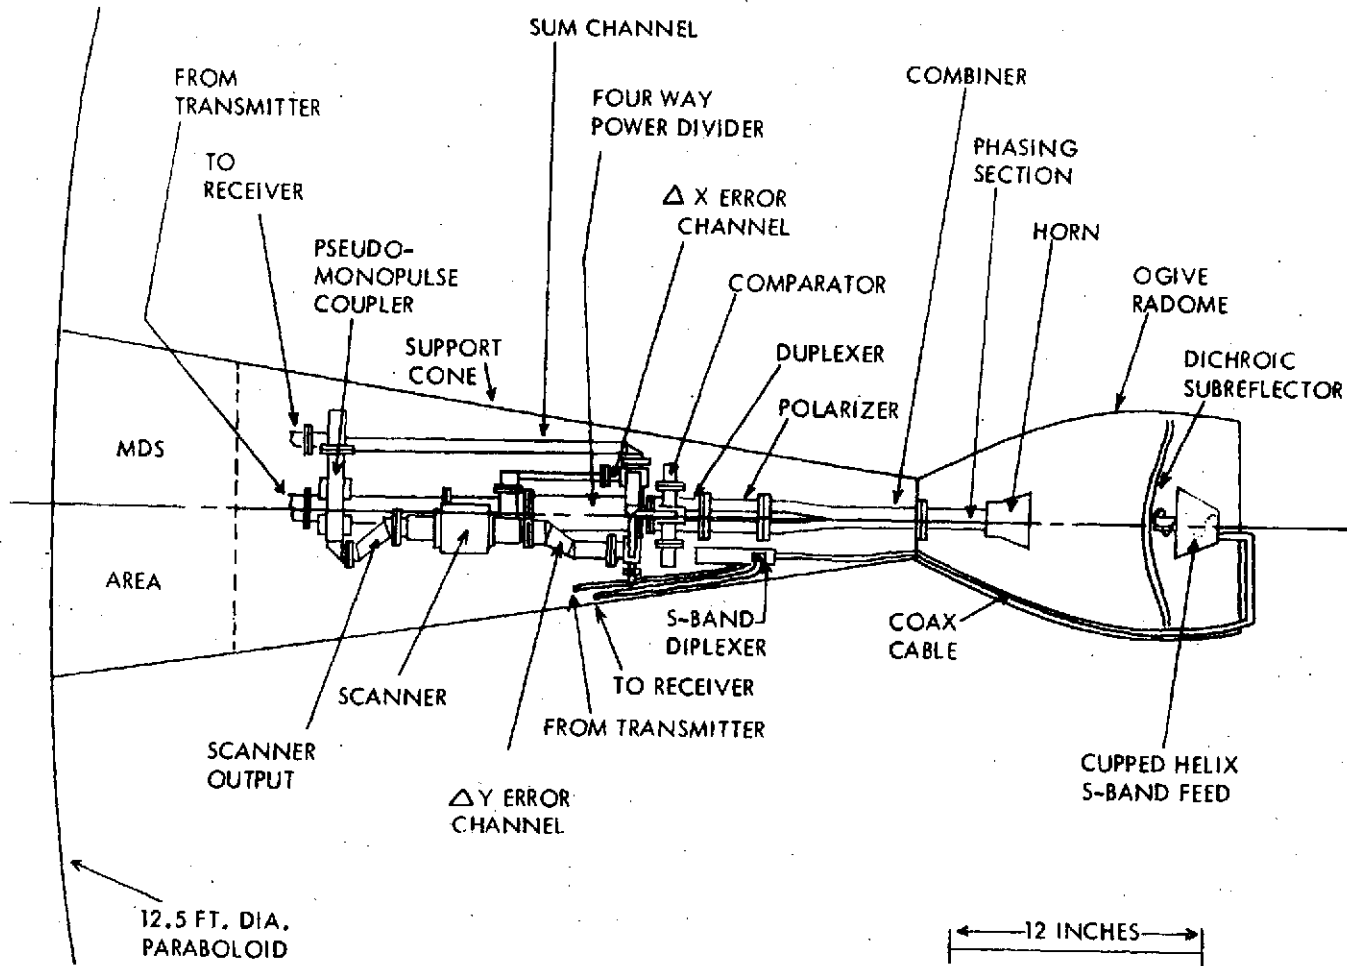 SUM CHANNEL
FROM
TRANSMITTER
FOUR WAY
POWER DIVIDER
COMBINER
TO
RECEIVER
PHASING
SECTION
Δ X ERROR
CHANNEL
HORN
PSEUDO-
MONOPULSE
COUPLER
COMPARATOR
OGIVE
RADOME
SUPPORT
CONE
DUPLEXER
DICHROIC
SUBREFLECTOR
POLARIZER
MDS
AREA
S-BAND
DIPLEXER
COAX
CABLE
SCANNER
TO RECEIVER
FROM TRANSMITTER
SCANNER
OUTPUT
Δ Y ERROR
CHANNEL
CUPPED HELIX
S-BAND FEED
12.5 FT. DIA.
PARABOLOID
12 INCHES